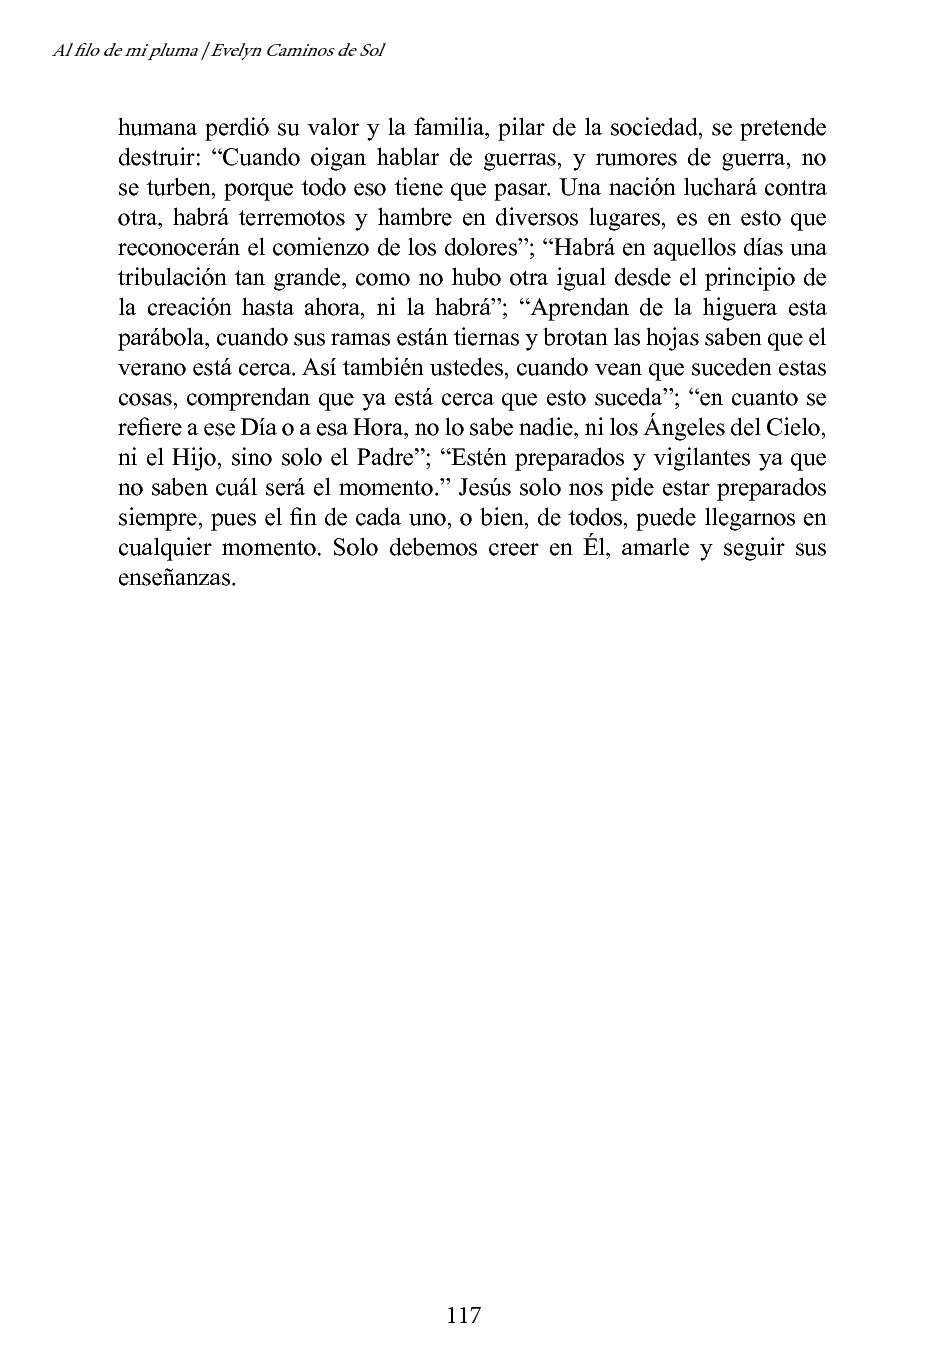 Al filo de mi pluma | Evelyn Caminos de Sol
humana perdió su valor y la familia, pilar de la sociedad, se pretende
destruir: “Cuando oigan hablar de guerras, y rumores de guerra, no
se turben, porque todo eso tiene que pasar. Una nación luchará contra
otra, habrá terremotos y hambre en diversos lugares, es en esto que
reconocerán el comienzo de los dolores”; “Habrá en aquellos días una
tribulación tan grande, como no hubo otra igual desde el principio de
la creación hasta ahora, ni la habrá”; “Aprendan de la higuera esta
parábola, cuando sus ramas están tiernas y brotan las hojas saben que el
verano está cerca. Así también ustedes, cuando vean que suceden estas
cosas, comprendan que ya está cerca que esto suceda”; “en cuanto se
refiere a ese Día o a esa Hora, no lo sabe nadie, ni los Ángeles del Cielo,
ni el Hijo, sino solo el Padre”; “Estén preparados y vigilantes ya que
no saben cuál será el momento.” Jesús solo nos pide estar preparados
siempre, pues el fin de cada uno, o bien, de todos, puede llegarnos en
cualquier momento. Solo debemos creer en Él, amarle y seguir sus
enseñanzas.
117